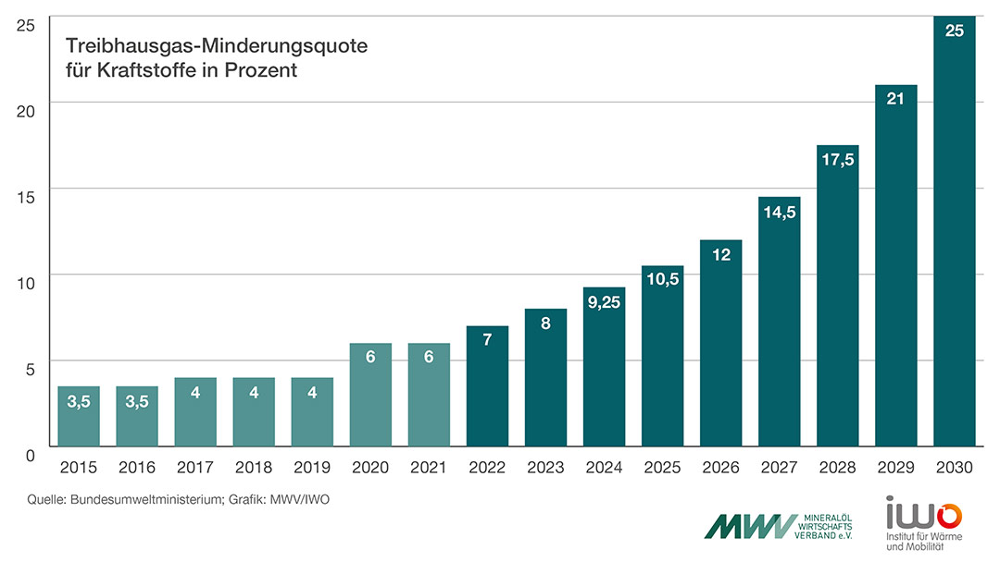 Treibhausgas-Minderungsquote
für Kraftstoffe in Prozent
25
20
15
10
5
0
3,5
3,5
4
4
4
6
6
7
8
9,25
10,5
12
14,5
17,5
21
25
2015 2016 2017 2018 2019 2020 2021 2022 2023 2024 2025 2026 2027 2028 2029 2030
Quelle: Bundesumweltministerium; Grafik: MWV/IWO
MWV
MINERALÖL
WIRTSCHAFTS
VERBAND e.V.
iwo
Institut für Wärme
und Mobilität